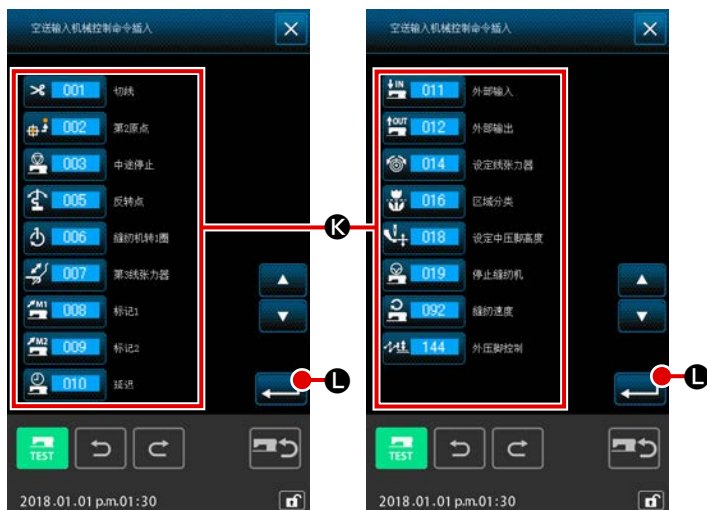 空送输入机械控制命令插入
001 切线
002 第2原点
003 中途停止
005 反转点
006 缝纫机转1圈
007 第3线张力器
M1 008 标记1
M2 009 标记2
010 延迟
TEST
2018.01.01 p.m.01:30
K
L
空送输入机械控制命令插入
IN 011 外部输入
OUT 012 外部输出
014 设定线张力器
016 区域分类
018 设定中压脚高度
019 停止缝纫机
092 缝纫速度
144 外压脚控制
L
TEST
2018.01.01 p.m.01:30